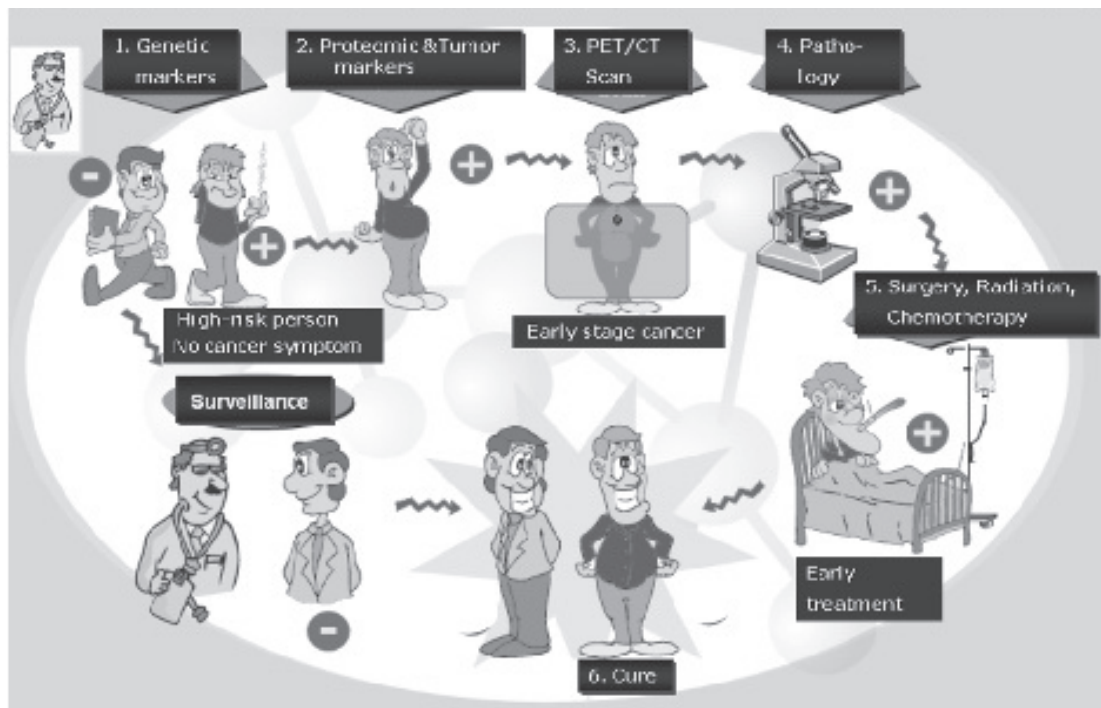 1. Genetic
markers
2. Proteomic &Tumor
markers
3. PET/CT
Scan
4. Patho-
logy
High-risk person
No cancer symptom
Early stage cancer
5. Surgery, Radiation,
Chemotherapy
Surveillance
Early
treatment
6. Cure